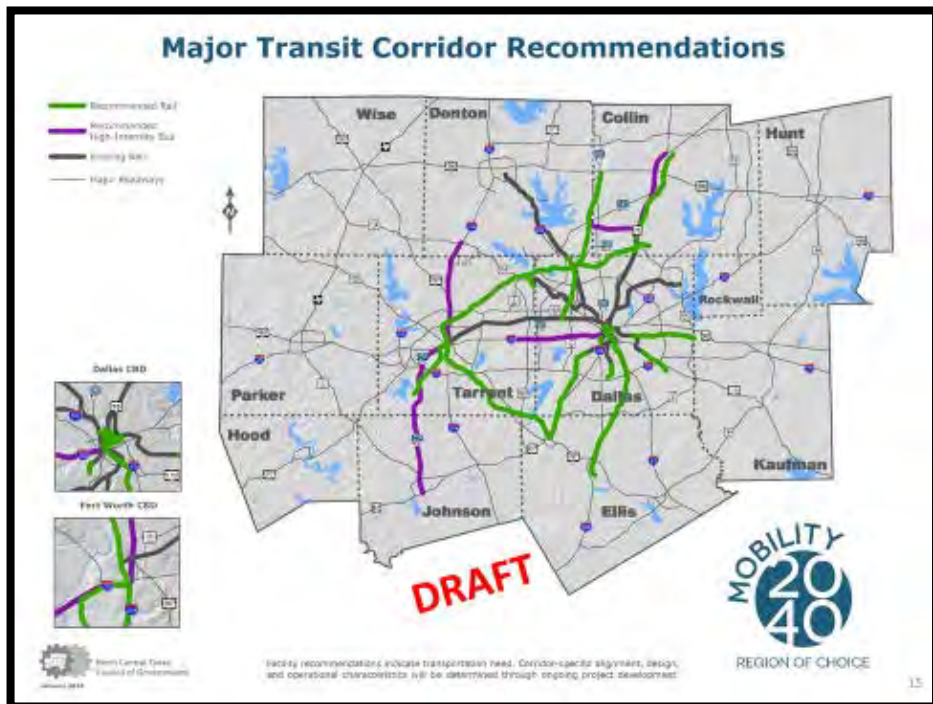 Major Transit Corridor Recommendations
Recommended Rail
Recommended
High-Intensity Bus
Existing Rail
Major Roadways
Wise
Denton
Collin
Hunt
Rockwall
Parker
Tarrant
Dallas
Hood
Kaufman
Johnson
Ellis
Dallas CBD
Fort Worth CBD
DRAFT
MOBILITY
20
40
REGION OF CHOICE
North Central Texas
Council of Governments
Facility recommendations indicate transportation need. Corridor-specific alignment, design,
and operational characteristics will be determined through ongoing project development
15